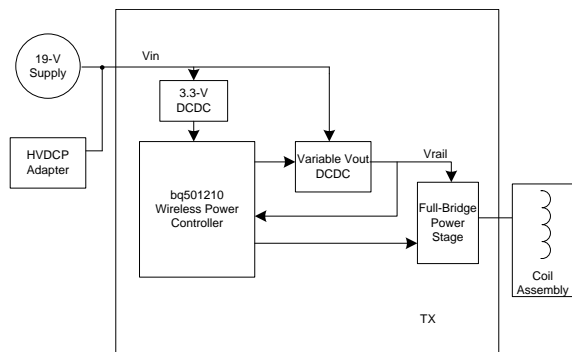 19-V
Supply
Vin
3.3-V
DCDC
HVDCP
Adapter
bq501210
Wireless Power
Controller
Variable Vout
DCDC
Vrail
Full-Bridge
Power
Stage
Coil
Assembly
TX